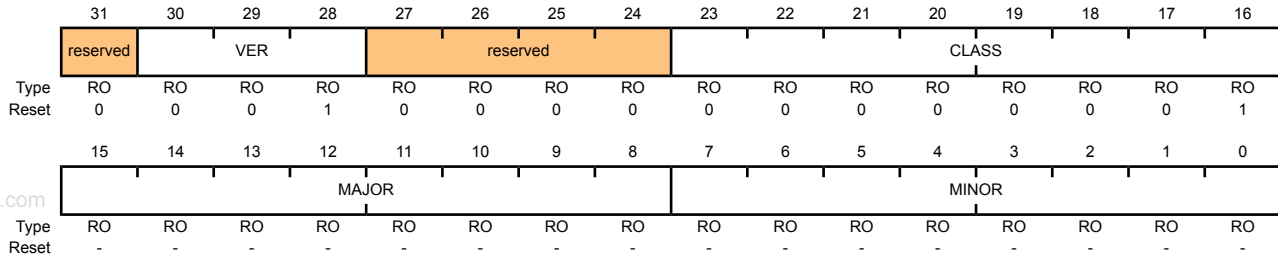 31 30 29 28 27 26 25 24 23 22 21 20 19 18 17 16
reserved VER reserved CLASS
Type RO RO RO RO RO RO RO RO RO RO RO RO RO RO RO RO
Reset 0 0 0 1 0 0 0 0 0 0 0 0 0 0 0 1
15 14 13 12 11 10 9 8 7 6 5 4 3 2 1 0
MAJOR MINOR
.com
Type RO RO RO RO RO RO RO RO RO RO RO RO RO RO RO RO
Reset - - - - - - - - - - - - - - - -